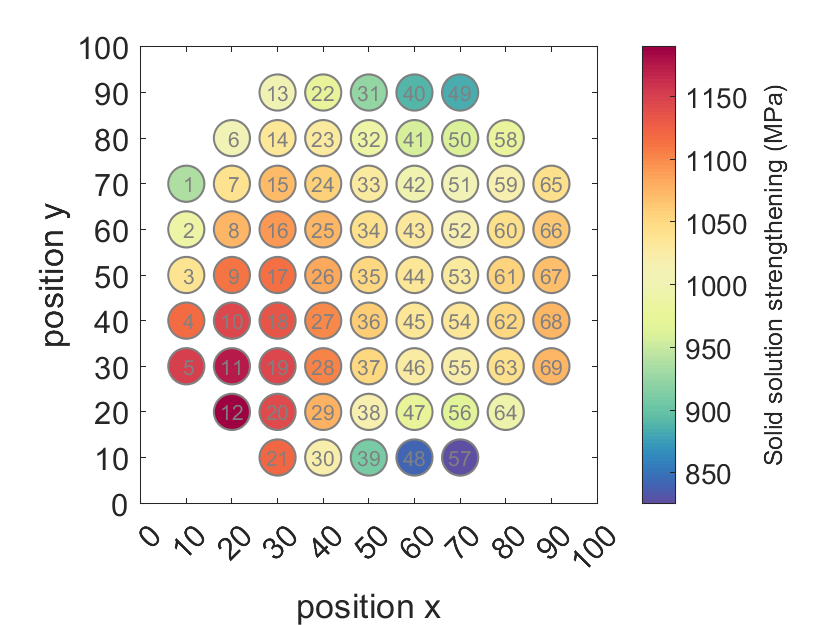 100
90
80
70
60
50
40
30
20
10
0
position y
13 22 31 40 49
6 14 23 32 41 50 58
1 7 15 24 33 42 51 59 65
2 8 16 25 34 43 52 60 66
3 9 17 26 35 44 53 61 67
4 10 18 27 36 45 54 62 68
5 11 19 28 37 46 55 63 69
12 20 29 38 47 56 64
21 30 39 48 57
0 10 20 30 40 50 60 70 80 90 100
position x
1150
1100
1050
1000
950
900
850
Solid solution strengthening (MPa)